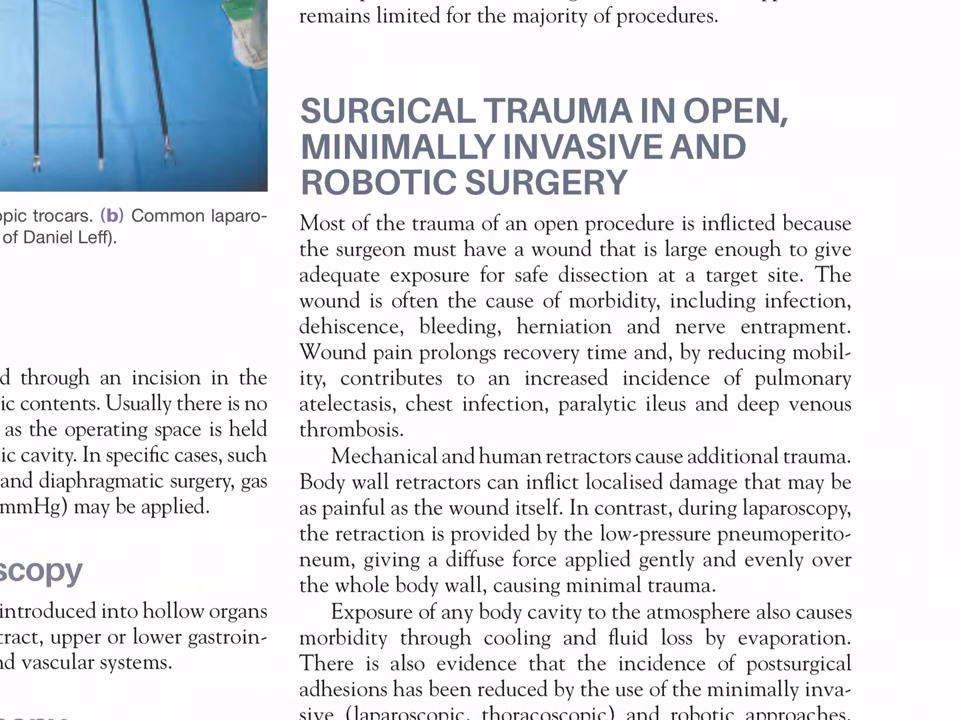 opic trocars. (b) Common laparo-
of Daniel Leff).
d through an incision in the
ic contents. Usually there is no
as the operating space is held
ic cavity. In specific cases, such
and diaphragmatic surgery, gas
mmHg) may be applied.
scopy
introduced into hollow organs
tract, upper or lower gastroin-
nd vascular systems.
remains limited for the majority of procedures.
SURGICAL TRAUMA IN OPEN,
MINIMALLY INVASIVE AND
ROBOTIC SURGERY
Most of the trauma of an open procedure is inflicted because
the surgeon must have a wound that is large enough to give
adequate exposure for safe dissection at a target site. The
wound is often the cause of morbidity, including infection,
dehiscence, bleeding, herniation and nerve entrapment.
Wound pain prolongs recovery time and, by reducing mobil-
ity, contributes to an increased incidence of pulmonary
atelectasis, chest infection, paralytic ileus and deep venous
thrombosis.
Mechanical and human retractors cause additional trauma.
Body wall retractors can inflict localised damage that may be
as painful as the wound itself. In contrast, during laparoscopy,
the retraction is provided by the low-pressure pneumoperito-
neum, giving a diffuse force applied gently and evenly over
the whole body wall, causing minimal trauma.
Exposure of any body cavity to the atmosphere also causes
morbidity through cooling and fluid loss by evaporation.
There is also evidence that the incidence of postsurgical
adhesions has been reduced by the use of the minimally inva-
sive (laparoscopic, thoracoscopic) and robotic approaches.